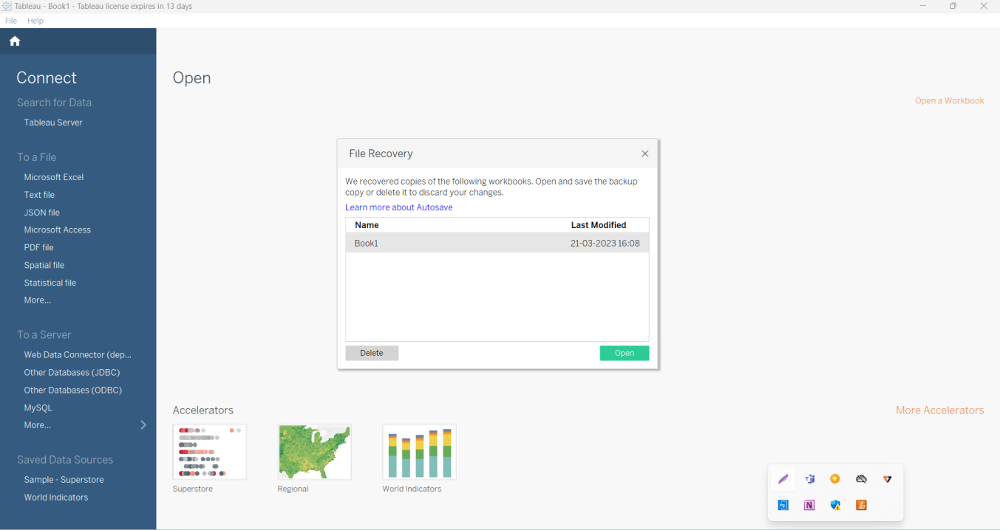 Tableau - Book1 - Tableau license expires in 13 days
File Help
Connect
Search for Data
Tableau Server
To a File
Microsoft Excel
Text file
JSON file
Microsoft Access
PDF file
Spatial file
Statistical file
More...
To a Server
Web Data Connector (dep...
Other Databases (JDBC)
Other Databases (ODBC)
MySQL
More...
Saved Data Sources
Sample - Superstore
World Indicators
Open
Open a Workbook
File Recovery
We recovered copies of the following workbooks. Open and save the backup
copy or delete it to discard your changes.
Learn more about Autosave
Name Last Modified
Book1 21-03-2023 16:08
Delete Open
Accelerators More Accelerators
Superstore Regional World Indicators